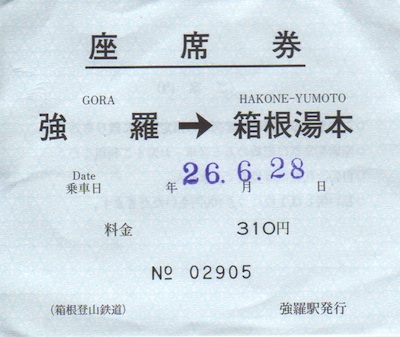 座席券
GORA HAKONE-YUMOTO
強羅 → 箱根湯本
Date
乗車日 年 26.6.28 月 日
料金 310円
№ 02905
(箱根登山鉄道) 強羅駅発行